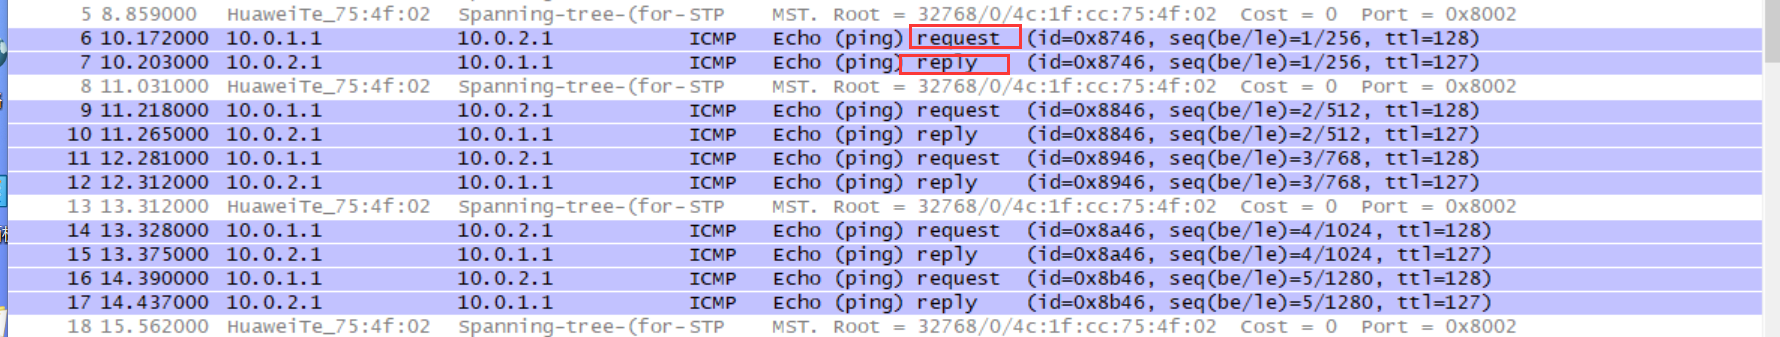 5 8.859000 HuaweiTe_75:4f:02 Spanning-tree-(for-STP MST. Root = 32768/0/4c:1f:cc:75:4f:02 Cost = 0 Port = 0x8002
6 10.172000 10.0.1.1 10.0.2.1 ICMP Echo (ping) request (id=0x8746, seq(be/le)=1/256, ttl=128)
7 10.203000 10.0.2.1 10.0.1.1 ICMP Echo (ping) reply (id=0x8746, seq(be/le)=1/256, ttl=127)
8 11.031000 HuaweiTe_75:4f:02 Spanning-tree-(for-STP MST. Root = 32768/0/4c:1f:cc:75:4f:02 Cost = 0 Port = 0x8002
9 11.218000 10.0.1.1 10.0.2.1 ICMP Echo (ping) request (id=0x8846, seq(be/le)=2/512, ttl=128)
10 11.265000 10.0.2.1 10.0.1.1 ICMP Echo (ping) reply (id=0x8846, seq(be/le)=2/512, ttl=127)
11 12.281000 10.0.1.1 10.0.2.1 ICMP Echo (ping) request (id=0x8946, seq(be/le)=3/768, ttl=128)
12 12.312000 10.0.2.1 10.0.1.1 ICMP Echo (ping) reply (id=0x8946, seq(be/le)=3/768, ttl=127)
13 13.312000 HuaweiTe_75:4f:02 Spanning-tree-(for-STP MST. Root = 32768/0/4c:1f:cc:75:4f:02 Cost = 0 Port = 0x8002
14 13.328000 10.0.1.1 10.0.2.1 ICMP Echo (ping) request (id=0x8a46, seq(be/le)=4/1024, ttl=128)
15 13.375000 10.0.2.1 10.0.1.1 ICMP Echo (ping) reply (id=0x8a46, seq(be/le)=4/1024, ttl=127)
16 14.390000 10.0.1.1 10.0.2.1 ICMP Echo (ping) request (id=0x8b46, seq(be/le)=5/1280, ttl=128)
17 14.437000 10.0.2.1 10.0.1.1 ICMP Echo (ping) reply (id=0x8b46, seq(be/le)=5/1280, ttl=127)
18 15.562000 HuaweiTe_75:4f:02 Spanning-tree-(for-STP MST. Root = 32768/0/4c:1f:cc:75:4f:02 Cost = 0 Port = 0x8002